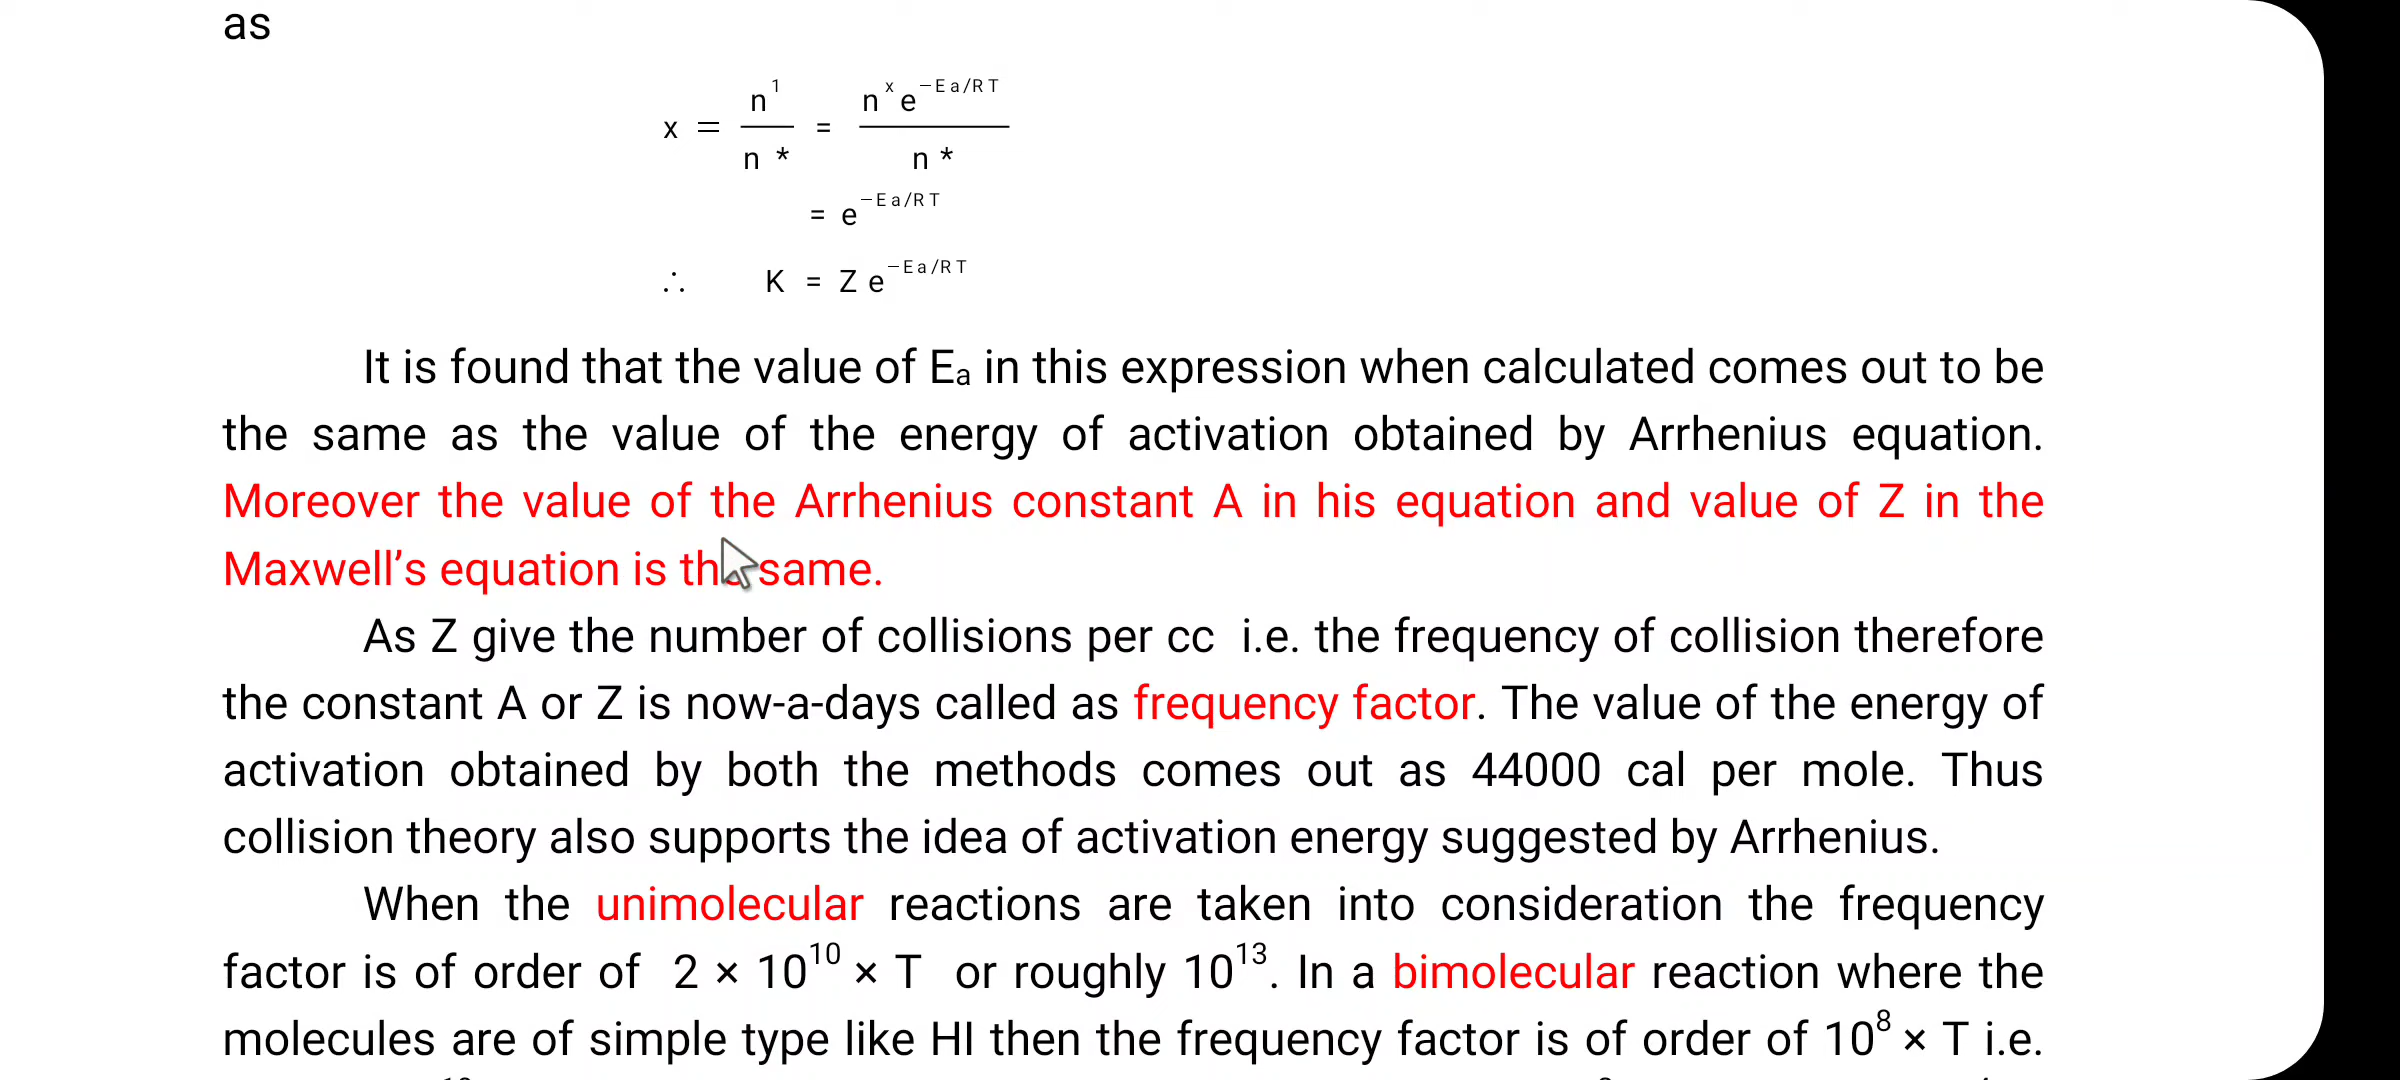 as
x = n¹ / n * = nˣ e^−Ea/RT / n *
= e^−Ea/RT
∴ K = Z e^−Ea/RT
It is found that the value of Eₐ in this expression when calculated comes out to be
the same as the value of the energy of activation obtained by Arrhenius equation.
Moreover the value of the Arrhenius constant A in his equation and value of Z in the
Maxwell’s equation is the same.
As Z give the number of collisions per cc i.e. the frequency of collision therefore
the constant A or Z is now-a-days called as frequency factor. The value of the energy of
activation obtained by both the methods comes out as 44000 cal per mole. Thus
collision theory also supports the idea of activation energy suggested by Arrhenius.
When the unimolecular reactions are taken into consideration the frequency
factor is of order of 2 × 10¹⁰ × T or roughly 10¹³. In a bimolecular reaction where the
molecules are of simple type like HI then the frequency factor is of order of 10⁸ × T i.e.